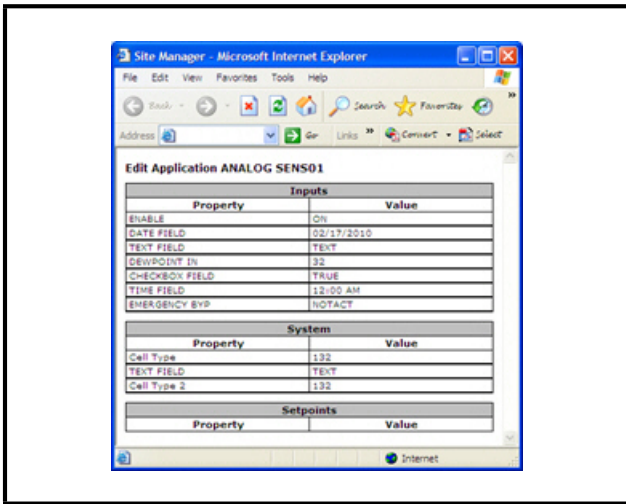 Site Manager - Microsoft Internet Explorer
File Edit View Favorites Tools Help
Back Search Favorites
Address Go Links Convert Select
Edit Application ANALOG SENS01
Inputs
Property Value
ENABLE ON
DATE FIELD 02/17/2010
TEXT FIELD TEXT
DEWPOINT IN 32
CHECKBOX FIELD TRUE
TIME FIELD 12:00 AM
EMERGENCY BYP NOTACT
System
Property Value
Cell Type 132
TEXT FIELD TEXT
Cell Type 2 132
Setpoints
Property Value
Internet